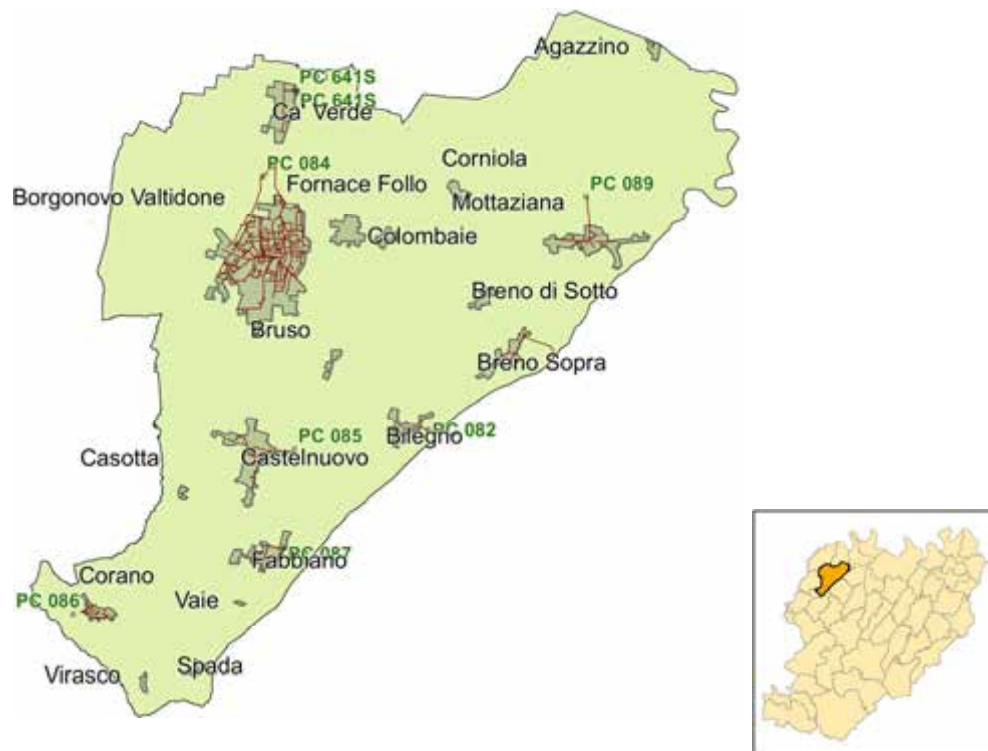 Agazzino
PC 641S
PC 641S
Ca' Verde
Corniola
PC 084
Fornace Follo
PC 089
Borgonovo Valtidone
Mottaziana
Colombaie
Breno di Sotto
Bruso
Breno Sopra
PC 082
Bilegno
PC 085
Castelnuovo
Casotta
PC 087
Fabbiano
Corano
PC 086
Vaie
Spada
Virasco